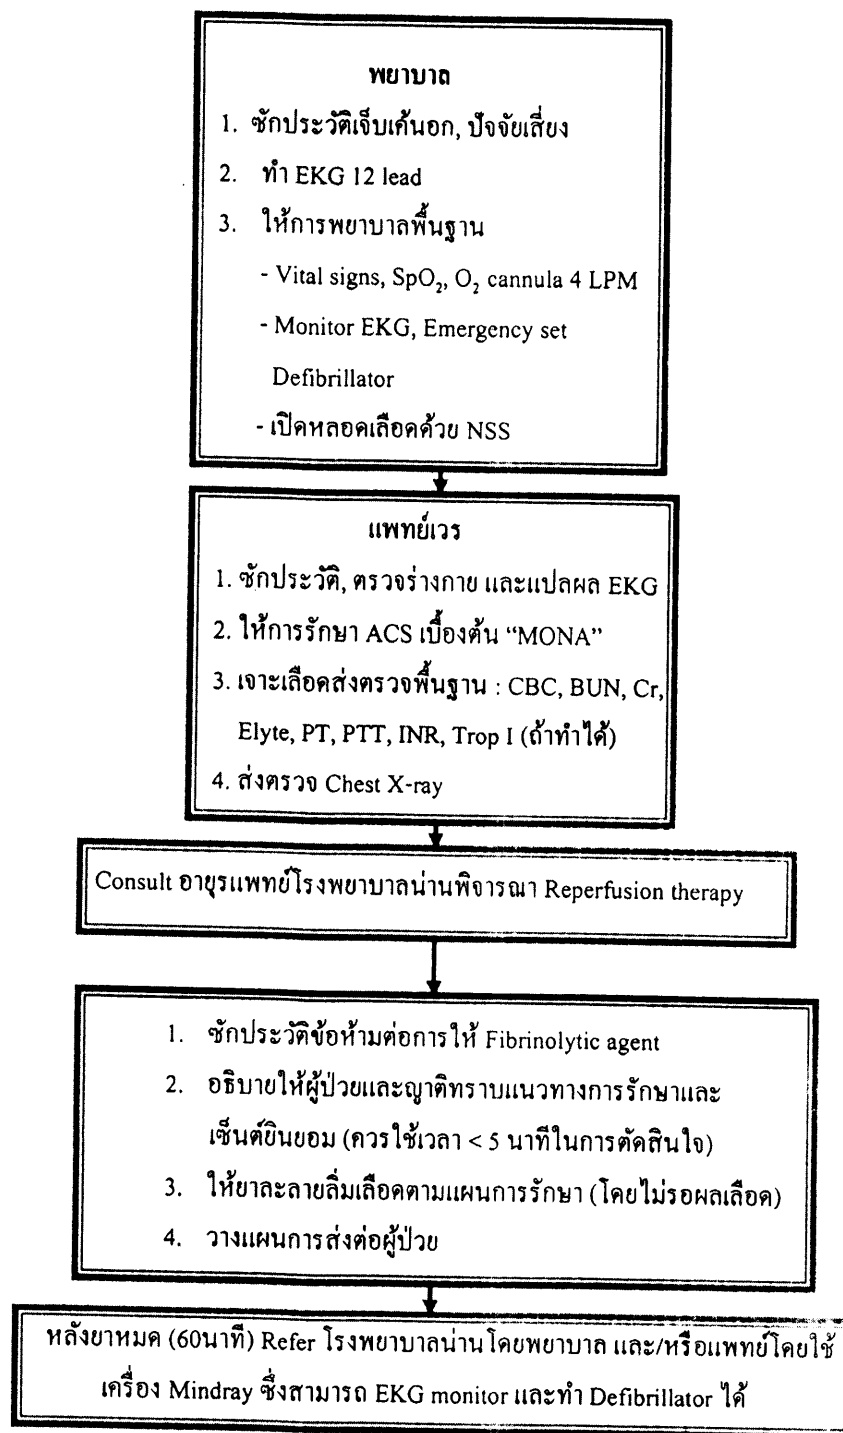 พยาบาล
1. ซักประวัติเจ็บเค้นอก, ปัจจัยเสี่ยง
2. ทำ EKG 12 lead
3. ให้การพยาบาลพื้นฐาน
- Vital signs, SpO₂, O₂ cannula 4 LPM
- Monitor EKG, Emergency set
Defibrillator
- เปิดหลอดเลือดด้วย NSS
แพทย์เวร
1. ซักประวัติ, ตรวจร่างกาย และแปลผล EKG
2. ให้การรักษา ACS เบื้องต้น “MONA”
3. เจาะเลือดส่งตรวจพื้นฐาน : CBC, BUN, Cr,
Elyte, PT, PTT, INR, Trop I (ถ้าทำได้)
4. ส่งตรวจ Chest X-ray
Consult อายุรแพทย์โรงพยาบาลน่านพิจารณา Reperfusion therapy
1. ซักประวัติข้อห้ามต่อการให้ Fibrinolytic agent
2. อธิบายให้ผู้ป่วยและญาติทราบแนวทางการรักษาและ
เซ็นต์ยินยอม (ควรใช้เวลา < 5 นาทีในการตัดสินใจ)
3. ให้ยาละลายลิ่มเลือดตามแผนการรักษา (โดยไม่รอผลเลือด)
4. วางแผนการส่งต่อผู้ป่วย
หลังยาหมด (60นาที) Refer โรงพยาบาลน่านโดยพยาบาล และ/หรือแพทย์โดยใช้
เครื่อง Mindray ซึ่งสามารถ EKG monitor และทำ Defibrillator ได้